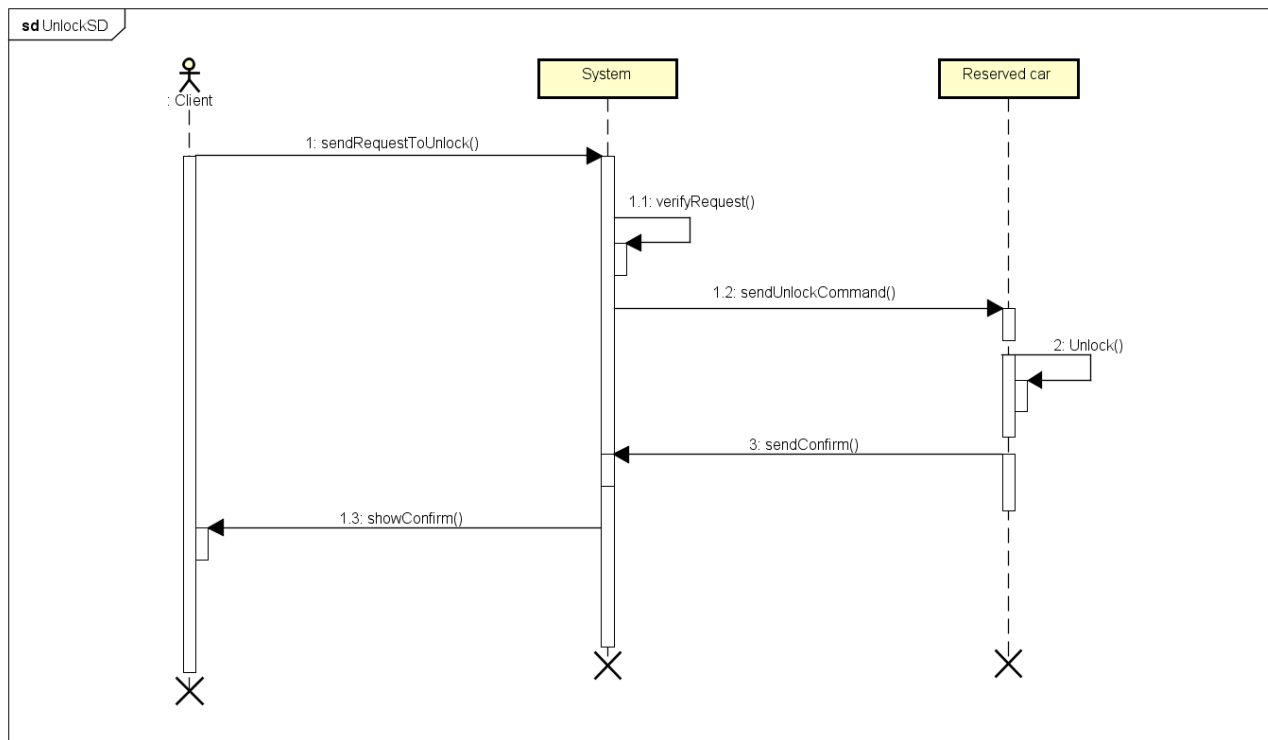 sd UnlockSD
: Client
System
Reserved car
1: sendRequestToUnlock()
1.1: verifyRequest()
1.2: sendUnlockCommand()
2: Unlock()
3: sendConfirm()
1.3: showConfirm()